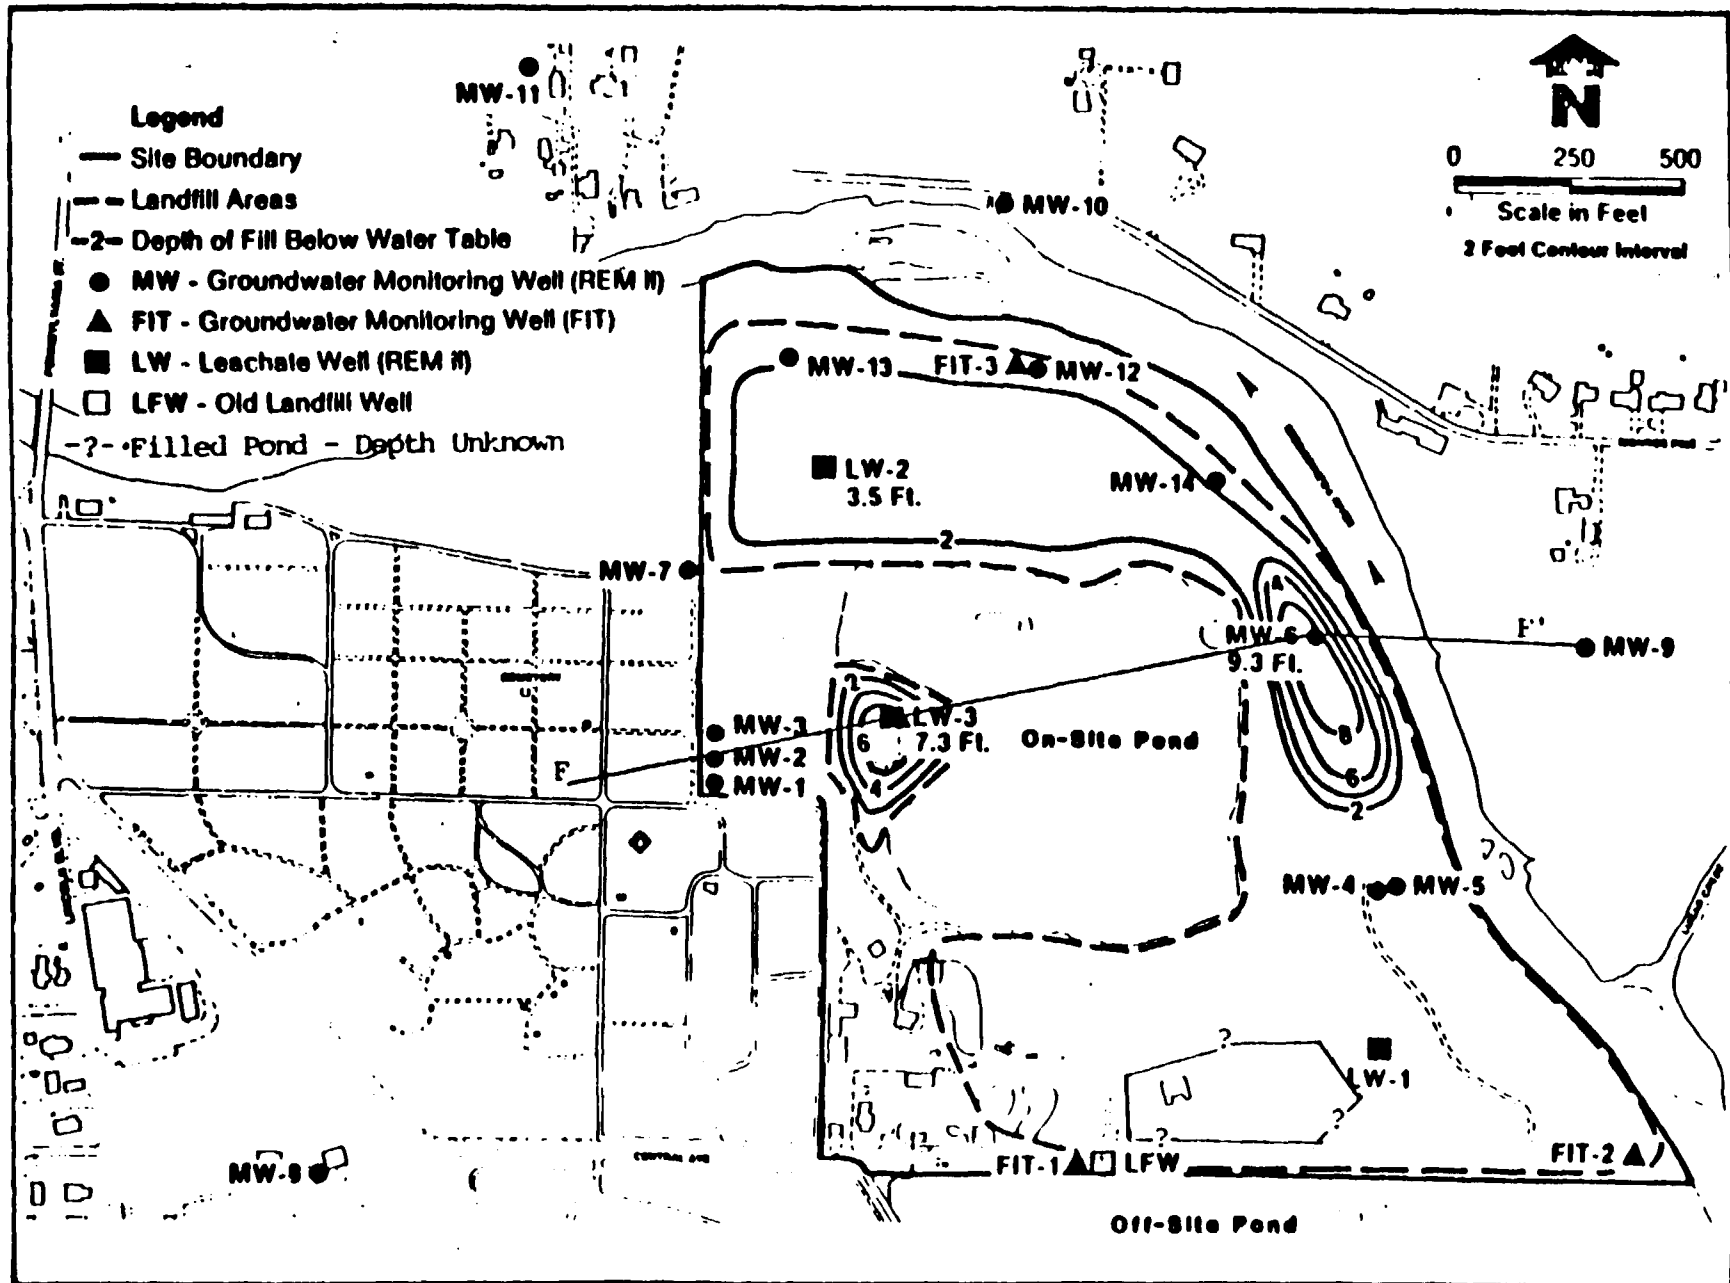 MW-11
Legend
Site Boundary
Landfill Areas
-2- Depth of Fill Below Water Table
MW - Groundwater Monitoring Well (REM II)
FIT - Groundwater Monitoring Well (FIT)
LW - Leachate Well (REM II)
LFW - Old Landfill Well
-?- Filled Pond - Depth Unknown
N
0 250 500
Scale in Feet
2 Feet Contour Interval
MW-10
MW-13
FIT-3
MW-12
LW-2
3.5 Ft.
MW-14
2
MW-7
4
MW-6
9.3 Ft.
F'
MW-9
2
MW-3
LW-3
6
7.3 Ft.
On-Site Pond
8
MW-2
F
MW-1
4
6
2
MW-4
MW-5
?
LW-1
?
?
MW-8
CENTRAL AVE
FIT-1
LFW
FIT-2
Off-Site Pond